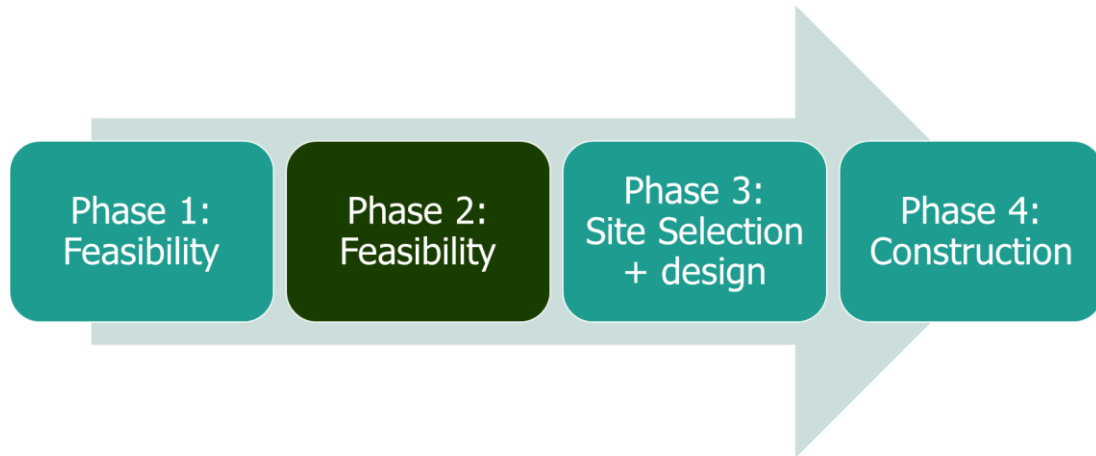 Phase 1:
Feasibility
Phase 2:
Feasibility
Phase 3:
Site Selection
+ design
Phase 4:
Construction